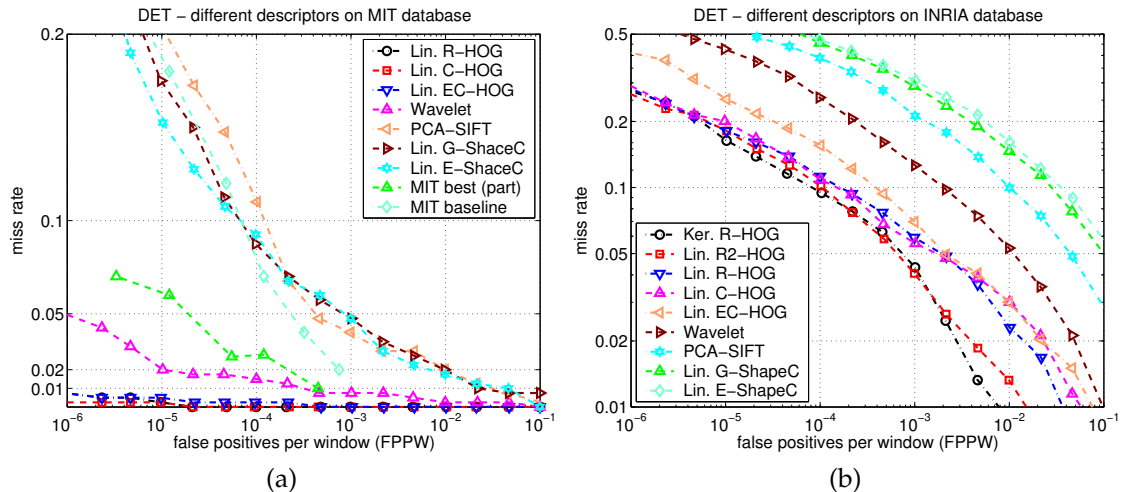 DET − different descriptors on MIT database
0.2
0.1
0.05
0.02
0.01
miss rate
Lin. R−HOG
Lin. C−HOG
Lin. EC−HOG
Wavelet
PCA−SIFT
Lin. G−ShaceC
Lin. E−ShaceC
MIT best (part)
MIT baseline
10−6 10−5 10−4 10−3 10−2 10−1
false positives per window (FPPW)
(a)
DET − different descriptors on INRIA database
0.5
0.2
0.1
0.05
0.02
0.01
miss rate
Ker. R−HOG
Lin. R2−HOG
Lin. R−HOG
Lin. C−HOG
Lin. EC−HOG
Wavelet
PCA−SIFT
Lin. G−ShapeC
Lin. E−ShapeC
10−6 10−5 10−4 10−3 10−2 10−1
false positives per window (FPPW)
(b)